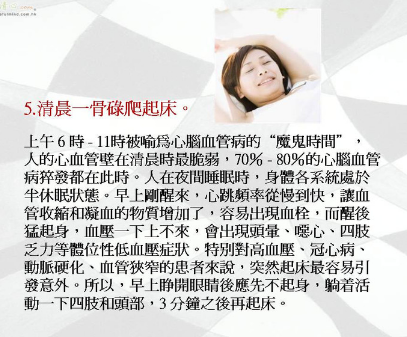 5.清晨一骨碌爬起床。
上午 6 時 - 11時被喻爲心腦血管病的“魔鬼時間”，
人的心血管壁在清晨時最脆弱，70% - 80%的心腦血管
病猝發都在此時。人在夜間睡眠時，身體各系統處於
半休眠狀態。早上剛醒來，心跳頻率從慢到快，讓血
管收縮和凝血的物質增加了，容易出現血栓，而醒後
猛起身，血壓一下上不來，會出現頭暈、噁心、四肢
乏力等體位性低血壓症狀。特別對高血壓、冠心病、
動脈硬化、血管狹窄的患者來說，突然起床最容易引
發意外。所以，早上睜開眼睛後應先不起身，躺着活
動一下四肢和頭部，3 分鐘之後再起床。